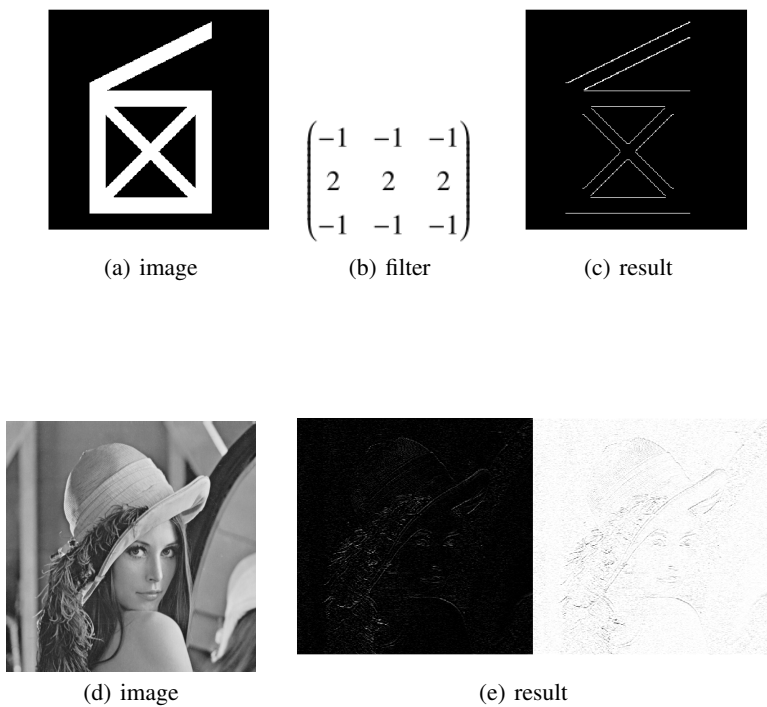 −1 −1 −1
2 2 2
−1 −1 −1
(a) image
(b) filter
(c) result
(d) image
(e) result